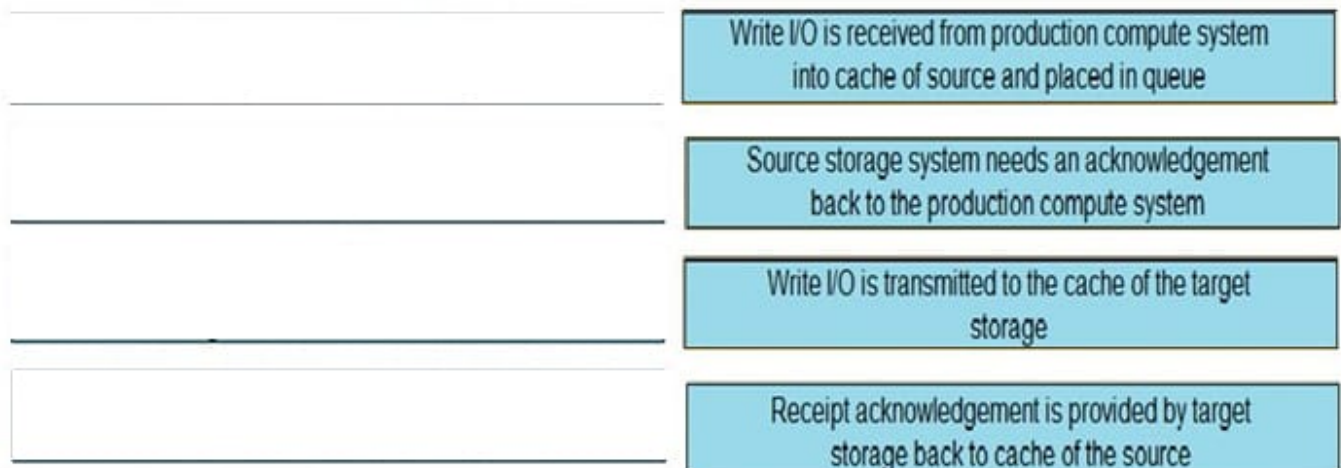 Write I/O is received from production compute system
into cache of source and placed in queue
Source storage system needs an acknowledgement
back to the production compute system
Write I/O is transmitted to the cache of the target
storage
Receipt acknowledgement is provided by target
storage back to cache of the source